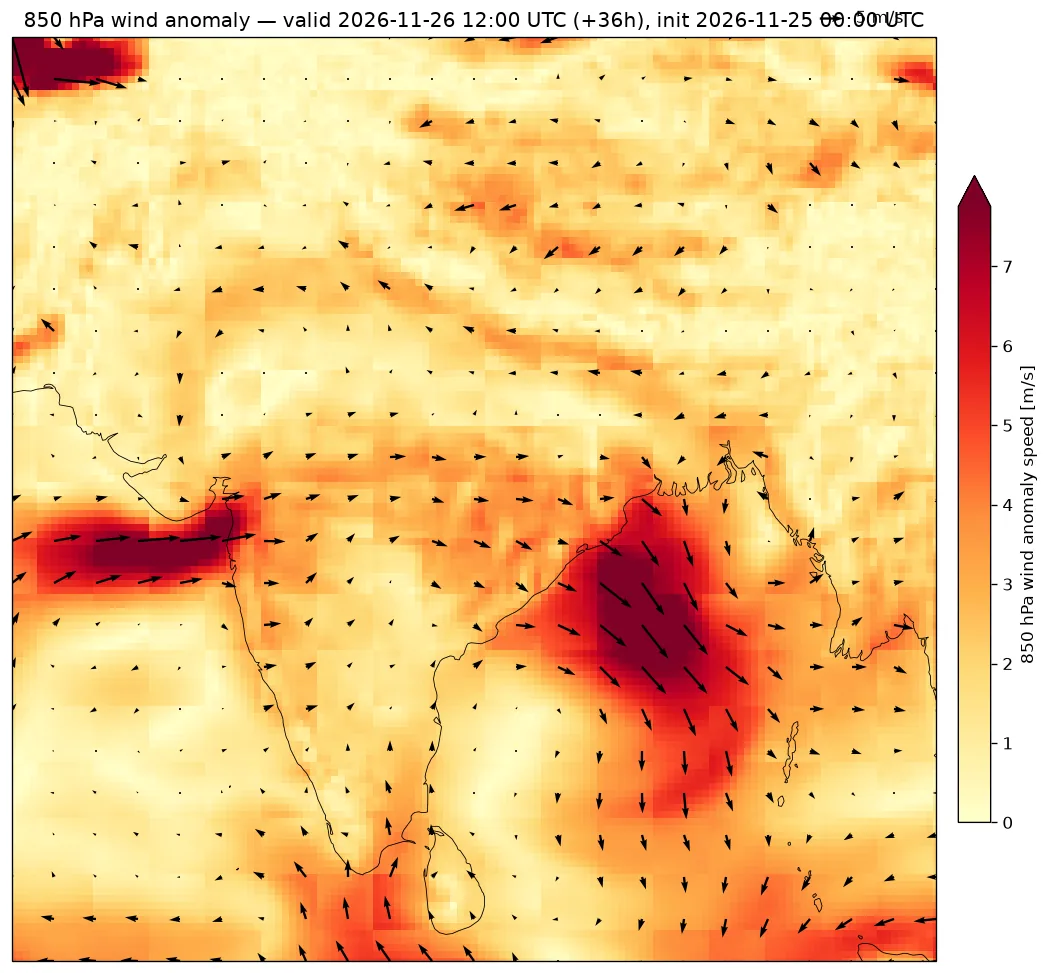 850 hPa wind anomaly — valid 2026-11-26 12:00 UTC (+36h), init 2026-11-25 00:00 UTC
5 m/s
7
6
5
4
3
2
1
0
850 hPa wind anomaly speed [m/s]